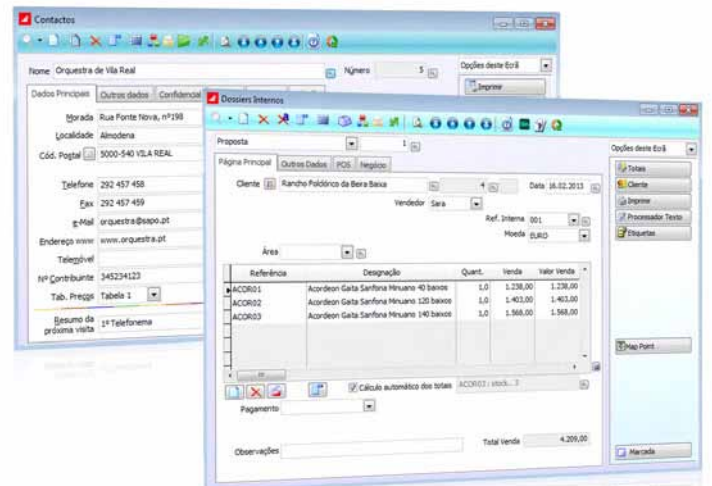 Contactos
Nome Orquestra de Vila Real
Número 5
Opções deste Ecrã
Imprimir
Dados Principais Outros dados Confidencial
Morada Rua Fonte Nova, nº198
Localidade Almodena
Cód. Postal 5000-540 VILA REAL
Telefone 292 457 458
Fax 292 457 459
e-Mail orquestra@sapo.pt
Endereço www www.orquestra.pt
Telemóvel
Nº Contribuinte 345234123
Tab. Preços Tabela 1
Resumo da próxima visita 1º Telefonema
Dossiers Internos
Proposta 1
Opções deste Ecrã
Página Principal Outros Dados POS Negócio
Cliente Rancho Folclórico da Beira Baixa 4 Data 16.02.2013
Vendedor Sara
Ref. Interna 001
Moeda EURO
Área
Referência Designação Quant. Venda Valor Venda
ACOR01 Acordeon Gaita Sanfona Minuano 40 baixos 1,0 1.238,00 1.238,00
ACOR02 Acordeon Gaita Sanfona Minuano 120 baixos 1,0 1.403,00 1.403,00
ACOR03 Acordeon Gaita Sanfona Minuano 140 baixos 1,0 1.568,00 1.568,00
Cálculo automático dos totais ACOR03 : stock.. 3
Pagamento
Observações
Total Venda 4.209,00
Totais
Cliente
Imprimir
Processador Texto
Etiquetas
Map Point
Marcada